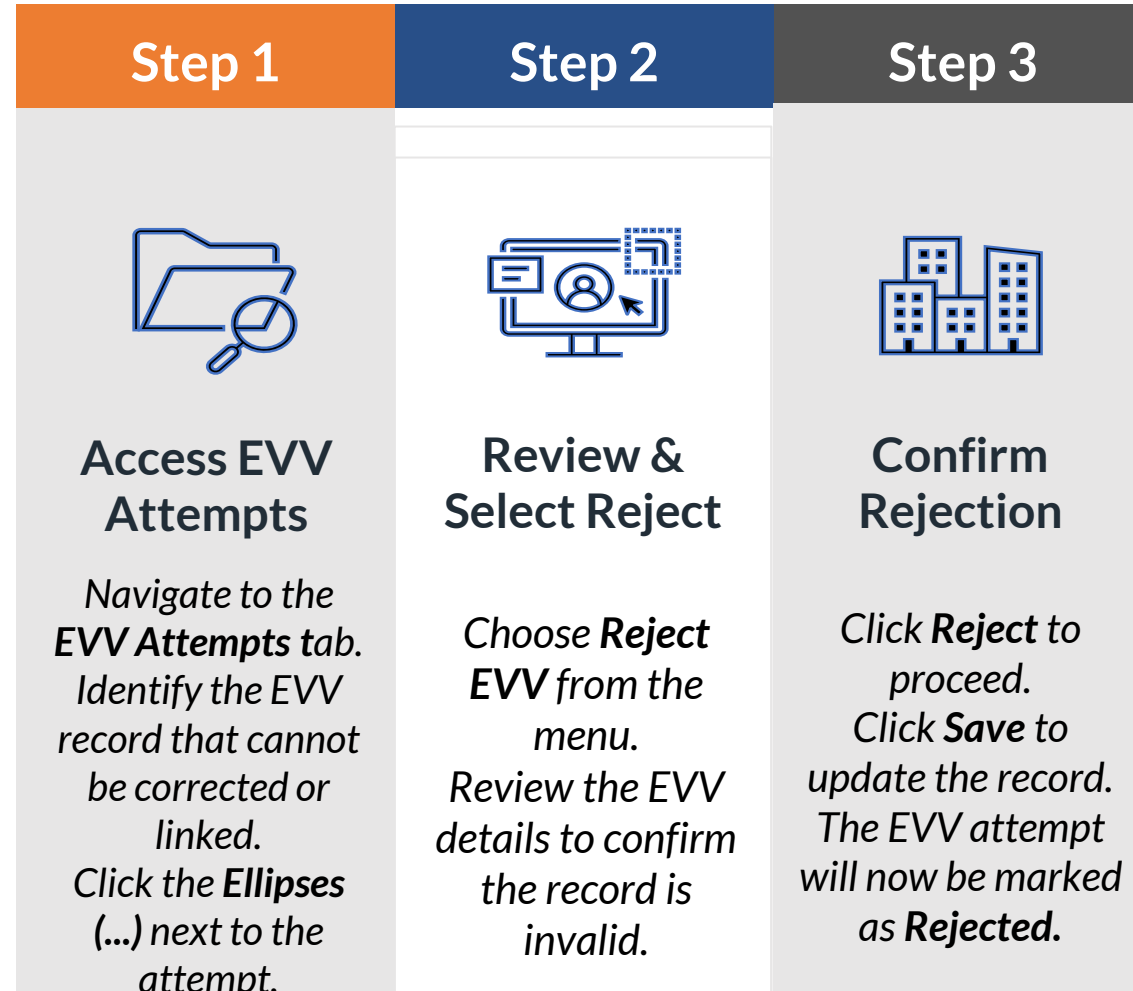 Step 1
Access EVV
Attempts
Navigate to the
EVV Attempts tab.
Identify the EVV
record that cannot
be corrected or
linked.
Click the Ellipses
(...) next to the
attempt.
Step 2
Review &
Select Reject
Choose Reject
EVV from the
menu.
Review the EVV
details to confirm
the record is
invalid.
Step 3
Confirm
Rejection
Click Reject to
proceed.
Click Save to
update the record.
The EVV attempt
will now be marked
as Rejected.